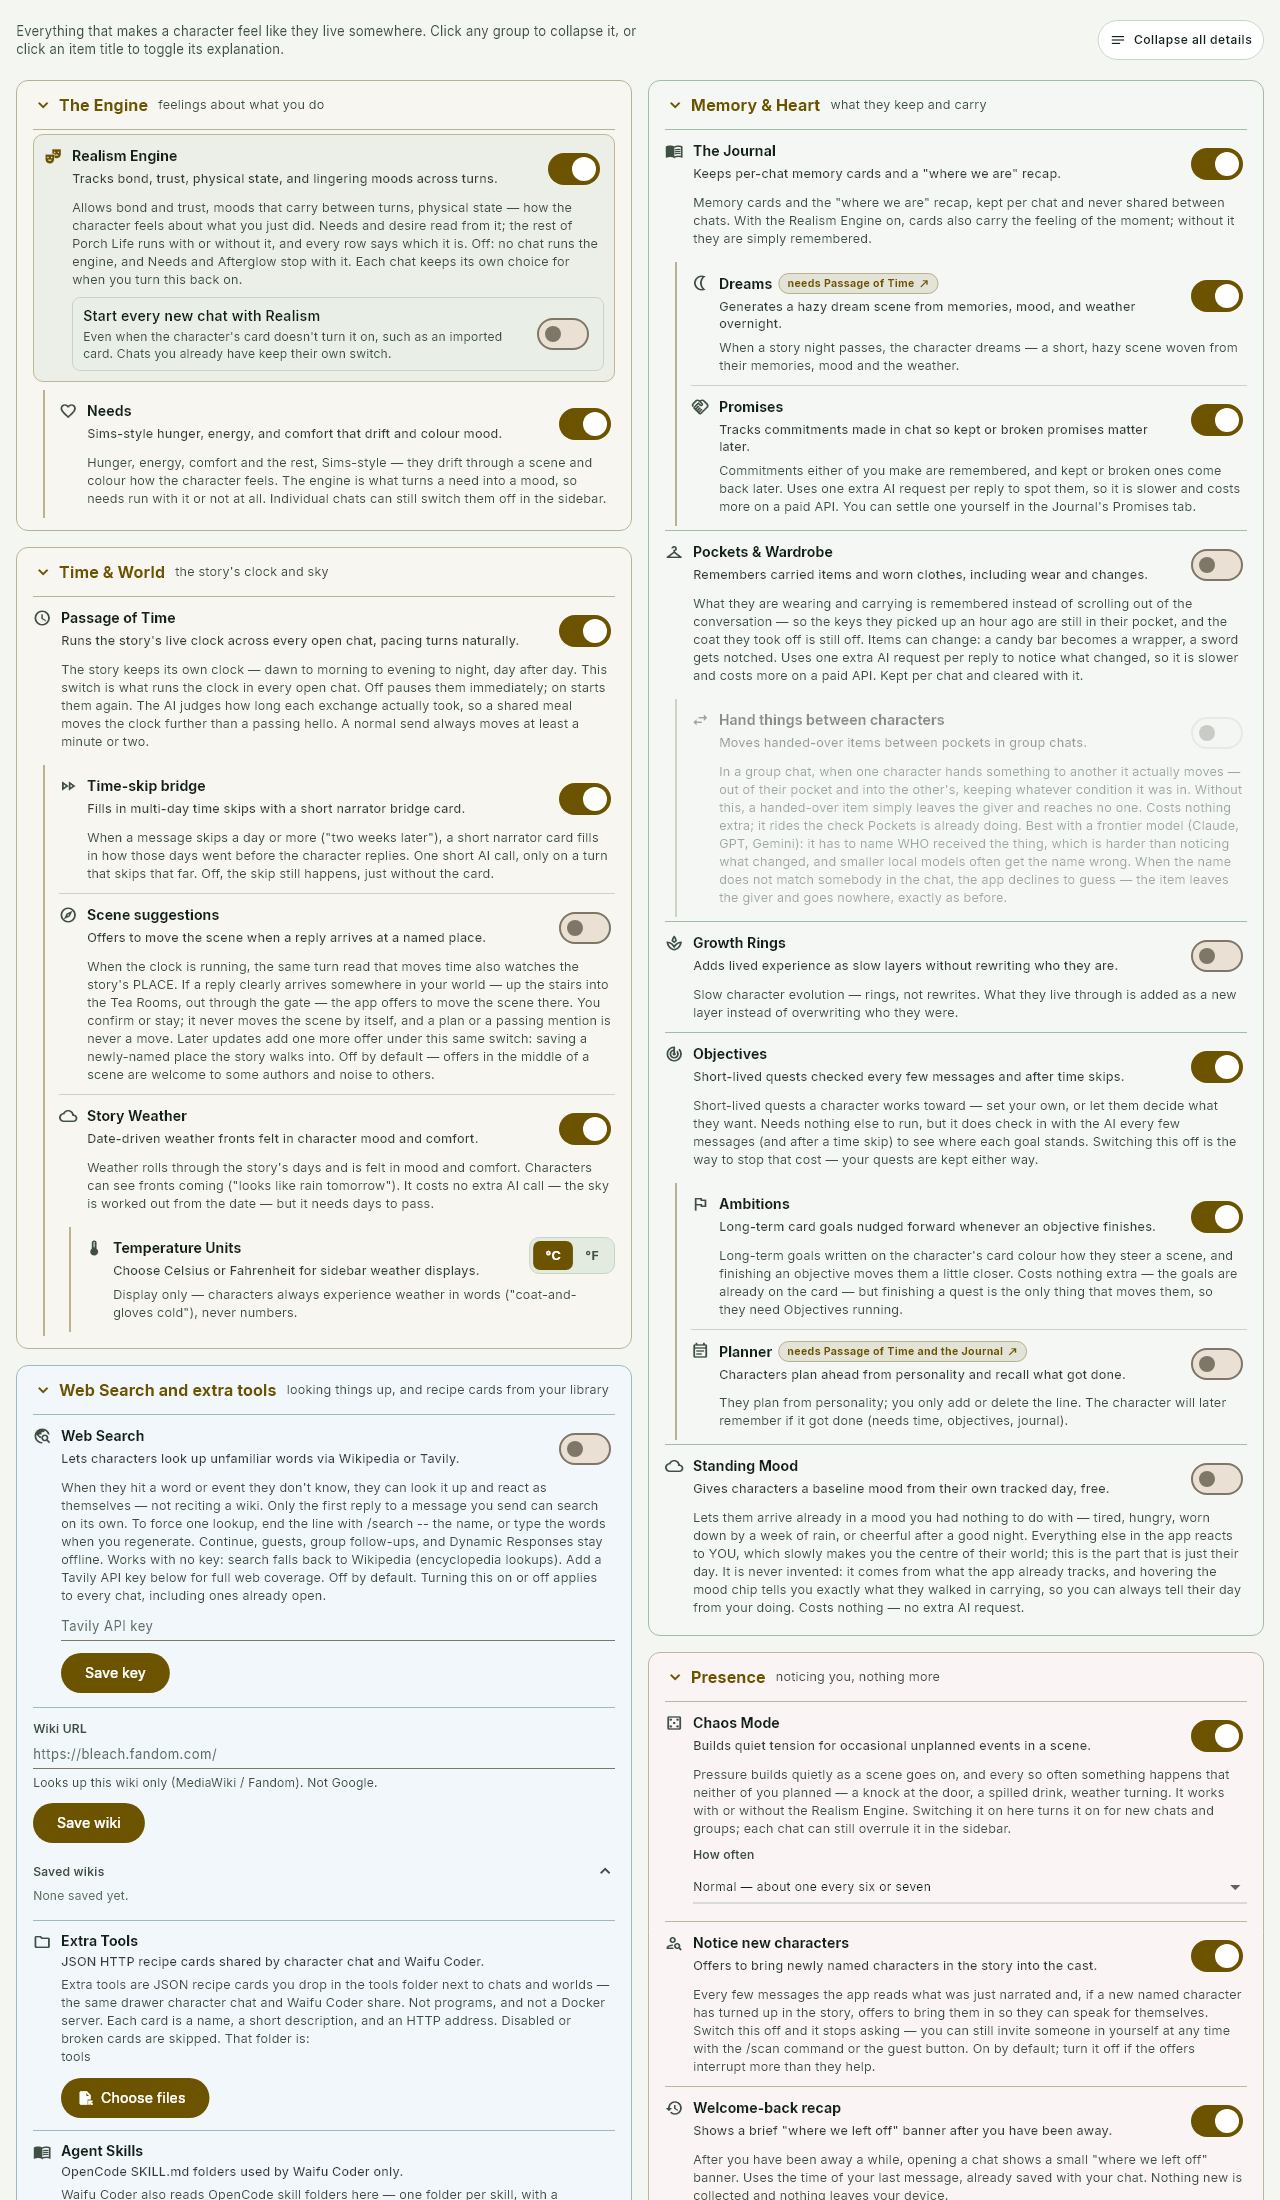 Everything that makes a character feel like they live somewhere. Click any group to collapse it, or
click an item title to toggle its explanation.
Collapse all details
The Engine feelings about what you do
Realism Engine
Tracks bond, trust, physical state, and lingering moods across turns.
Allows bond and trust, moods that carry between turns, physical state — how the
character feels about what you just did. Needs and desire read from it; the rest of
Porch Life runs with or without it, and every row says which it is. Off: no chat runs the
engine, and Needs and Afterglow stop with it. Each chat keeps its own choice for
when you turn this back on.
Start every new chat with Realism
Even when the character's card doesn't turn it on, such as an imported
card. Chats you already have keep their own switch.
Needs
Sims-style hunger, energy, and comfort that drift and colour mood.
Hunger, energy, comfort and the rest, Sims-style — they drift through a scene and
colour how the character feels. The engine is what turns a need into a mood, so
needs run with it or not at all. Individual chats can still switch them off in the sidebar.
Time & World the story's clock and sky
Passage of Time
Runs the story's live clock across every open chat, pacing turns naturally.
The story keeps its own clock — dawn to morning to evening to night, day after day. This
switch is what runs the clock in every open chat. Off pauses them immediately; on starts
them again. The AI judges how long each exchange actually took, so a shared meal
moves the clock further than a passing hello. A normal send always moves at least a
minute or two.
Time-skip bridge
Fills in multi-day time skips with a short narrator bridge card.
When a message skips a day or more ("two weeks later"), a short narrator card fills
in how those days went before the character replies. One short AI call, only on a turn
that skips that far. Off, the skip still happens, just without the card.
Scene suggestions
Offers to move the scene when a reply arrives at a named place.
When the clock is running, the same turn read that moves time also watches the
story's PLACE. If a reply clearly arrives somewhere in your world — up the stairs into
the Tea Rooms, out through the gate — the app offers to move the scene there. You
confirm or stay; it never moves the scene by itself, and a plan or a passing mention is
never a move. Later updates add one more offer under this same switch: saving a
newly-named place the story walks into. Off by default — offers in the middle of a
scene are welcome to some authors and noise to others.
Story Weather
Date-driven weather fronts felt in character mood and comfort.
Weather rolls through the story's days and is felt in mood and comfort. Characters
can see fronts coming ("looks like rain tomorrow"). It costs no extra AI call — the sky
is worked out from the date — but it needs days to pass.
Temperature Units
Choose Celsius or Fahrenheit for sidebar weather displays.
°C °F
Display only — characters always experience weather in words ("coat-and-
gloves cold"), never numbers.
Web Search and extra tools looking things up, and recipe cards from your library
Web Search
Lets characters look up unfamiliar words via Wikipedia or Tavily.
When they hit a word or event they don't know, they can look it up and react as
themselves — not reciting a wiki. Only the first reply to a message you send can search
on its own. To force one lookup, end the line with /search -- the name, or type the words
when you regenerate. Continue, guests, group follow-ups, and Dynamic Responses stay
offline. Works with no key: search falls back to Wikipedia (encyclopedia lookups). Add a
Tavily API key below for full web coverage. Off by default. Turning this on or off applies
to every chat, including ones already open.
Tavily API key
Save key
Wiki URL
https://bleach.fandom.com/
Looks up this wiki only (MediaWiki / Fandom). Not Google.
Save wiki
Saved wikis
None saved yet.
Extra Tools
JSON HTTP recipe cards shared by character chat and Waifu Coder.
Extra tools are JSON recipe cards you drop in the tools folder next to chats and worlds —
the same drawer character chat and Waifu Coder share. Not programs, and not a Docker
server. Each card is a name, a short description, and an HTTP address. Disabled or
broken cards are skipped. That folder is:
tools
Choose files
Agent Skills
OpenCode SKILL.md folders used by Waifu Coder only.
Waifu Coder also reads OpenCode skill folders here — one folder per skill, with a
Memory & Heart what they keep and carry
The Journal
Keeps per-chat memory cards and a "where we are" recap.
Memory cards and the "where we are" recap, kept per chat and never shared between
chats. With the Realism Engine on, cards also carry the feeling of the moment; without it
they are simply remembered.
Dreams needs Passage of Time ↗
Generates a hazy dream scene from memories, mood, and weather
overnight.
When a story night passes, the character dreams — a short, hazy scene woven from
their memories, mood and the weather.
Promises
Tracks commitments made in chat so kept or broken promises matter
later.
Commitments either of you make are remembered, and kept or broken ones come
back later. Uses one extra AI request per reply to spot them, so it is slower and costs
more on a paid API. You can settle one yourself in the Journal's Promises tab.
Pockets & Wardrobe
Remembers carried items and worn clothes, including wear and changes.
What they are wearing and carrying is remembered instead of scrolling out of the
conversation — so the keys they picked up an hour ago are still in their pocket, and the
coat they took off is still off. Items can change: a candy bar becomes a wrapper, a sword
gets notched. Uses one extra AI request per reply to notice what changed, so it is slower
and costs more on a paid API. Kept per chat and cleared with it.
Hand things between characters
Moves handed-over items between pockets in group chats.
In a group chat, when one character hands something to another it actually moves —
out of their pocket and into the other's, keeping whatever condition it was in. Without
this, a handed-over item simply leaves the giver and reaches no one. Costs nothing
extra; it rides the check Pockets is already doing. Best with a frontier model (Claude,
GPT, Gemini): it has to name WHO received the thing, which is harder than noticing
what changed, and smaller local models often get the name wrong. When the name
does not match somebody in the chat, the app declines to guess — the item leaves
the giver and goes nowhere, exactly as before.
Growth Rings
Adds lived experience as slow layers without rewriting who they are.
Slow character evolution — rings, not rewrites. What they live through is added as a new
layer instead of overwriting who they were.
Objectives
Short-lived quests checked every few messages and after time skips.
Short-lived quests a character works toward — set your own, or let them decide what
they want. Needs nothing else to run, but it does check in with the AI every few
messages (and after a time skip) to see where each goal stands. Switching this off is the
way to stop that cost — your quests are kept either way.
Ambitions
Long-term card goals nudged forward whenever an objective finishes.
Long-term goals written on the character's card colour how they steer a scene, and
finishing an objective moves them a little closer. Costs nothing extra — the goals are
already on the card — but finishing a quest is the only thing that moves them, so
they need Objectives running.
Planner needs Passage of Time and the Journal ↗
Characters plan ahead from personality and recall what got done.
They plan from personality; you only add or delete the line. The character will later
remember if it got done (needs time, objectives, journal).
Standing Mood
Gives characters a baseline mood from their own tracked day, free.
Lets them arrive already in a mood you had nothing to do with — tired, hungry, worn
down by a week of rain, or cheerful after a good night. Everything else in the app reacts
to YOU, which slowly makes you the centre of their world; this is the part that is just their
day. It is never invented: it comes from what the app already tracks, and hovering the
mood chip tells you exactly what they walked in carrying, so you can always tell their day
from your doing. Costs nothing — no extra AI request.
Presence noticing you, nothing more
Chaos Mode
Builds quiet tension for occasional unplanned events in a scene.
Pressure builds quietly as a scene goes on, and every so often something happens that
neither of you planned — a knock at the door, a spilled drink, weather turning. It works
with or without the Realism Engine. Switching it on here turns it on for new chats and
groups; each chat can still overrule it in the sidebar.
How often
Normal — about one every six or seven
Notice new characters
Offers to bring newly named characters in the story into the cast.
Every few messages the app reads what was just narrated and, if a new named character
has turned up in the story, offers to bring them in so they can speak for themselves.
Switch this off and it stops asking — you can still invite someone in yourself at any time
with the /scan command or the guest button. On by default; turn it off if the offers
interrupt more than they help.
Welcome-back recap
Shows a brief "where we left off" banner after you have been away.
After you have been away a while, opening a chat shows a small "where we left off"
banner. Uses the time of your last message, already saved with your chat. Nothing new is
collected and nothing leaves your device.